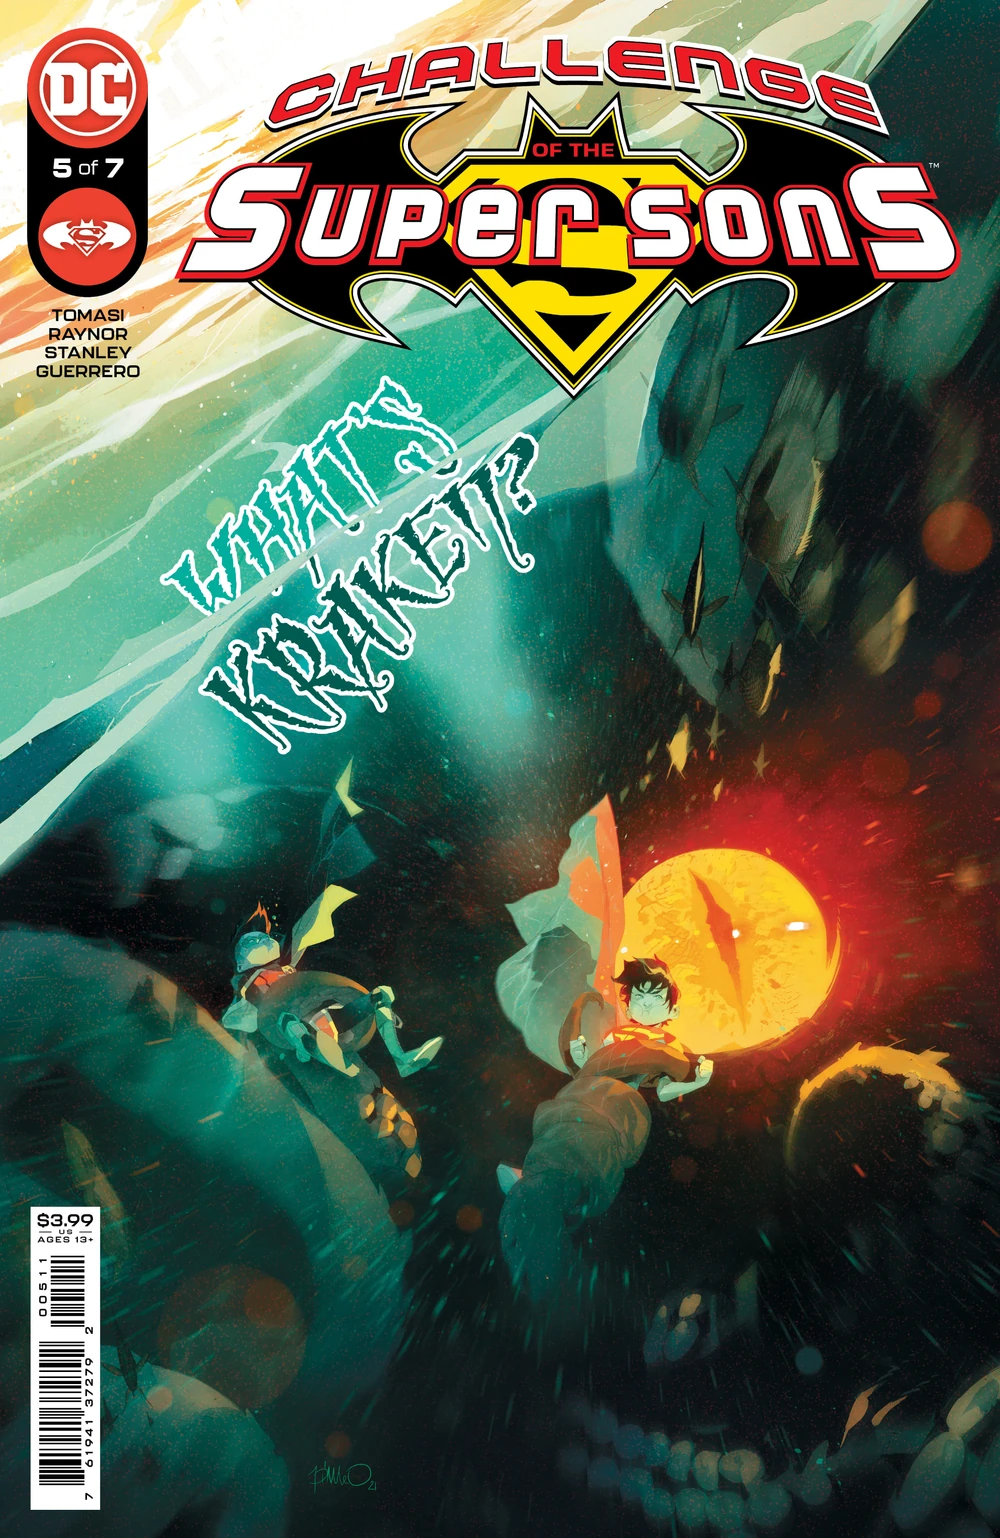 DC
CHALLENGE
OF THE
SUPER SONS
™
5 of 7
S
TOMASI
RAYNOR
STANLEY
GUERRERO
WHAT'S
KRAKEN?
$3.99
US
AGES 13+
00511
7 61941 37279 2
21